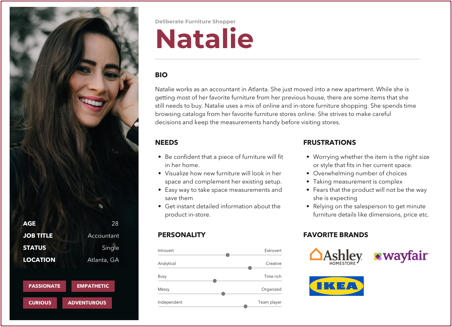 Deliberate Furniture Shopper
Natalie
BIO
Natalie works as an accountant in Atlanta. She just moved into a new apartment. While she is
getting most of her favorite furniture from her previous house, there are some items that she
still needs to buy. Natalie uses a mix of online and in-store furniture shopping. She spends time
browsing catalogs from her favorite furniture stores online. She strives to make careful
decisions and keep the measurements handy before visiting stores.
NEEDS
• Be confident that a piece of furniture will fit
in her home.
• Visualize how new furniture will look in her
space and complement her existing setup.
• Easy way to take space measurements and
save them
• Get instant detailed information about the
product in-store.
FRUSTRATIONS
• Worrying whether the item is the right size
or style that fits in her current space.
• Overwhelming number of choices
• Taking measurement is complex
• Fears that the product will not be the way
she is expecting
• Relying on the salesperson to get minute
furniture details like dimensions, price etc.
AGE 28
JOB TITLE Accountant
STATUS Single
LOCATION Atlanta, GA
PASSIONATE EMPATHETIC
CURIOUS ADVENTUROUS
PERSONALITY
Introvert Extrovert
Analytical Creative
Busy Time rich
Messy Organized
Independent Team player
FAVORITE BRANDS
Ashley
HOMESTORE
wayfair
IKEA